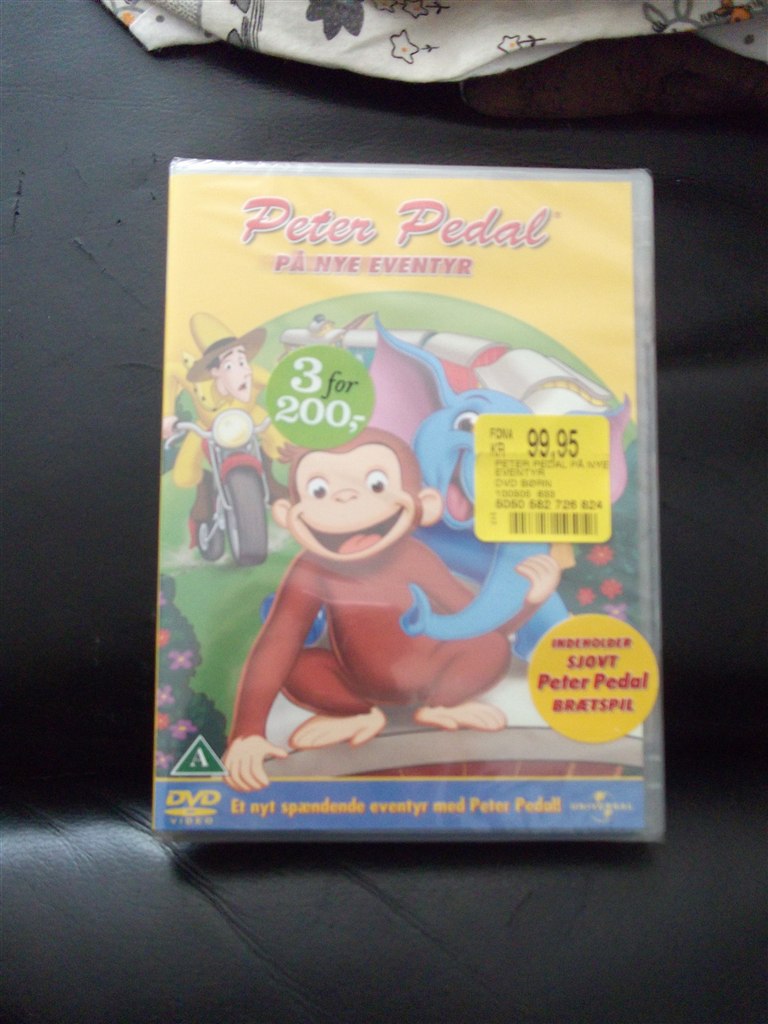 Peter Pedal
PÅ NYE EVENTYR
3 for
200,-
FONA 99,95
KR
PETER PEDAL PÅ NYE
EVENTYR
DVD BØRN
5050 582 726 824
INDEHOLDER
SJOVT
Peter Pedal
BRÆTSPIL
A
DVD
VIDEO
Et nyt spændende eventyr med Peter Pedal!
UNIVERSAL